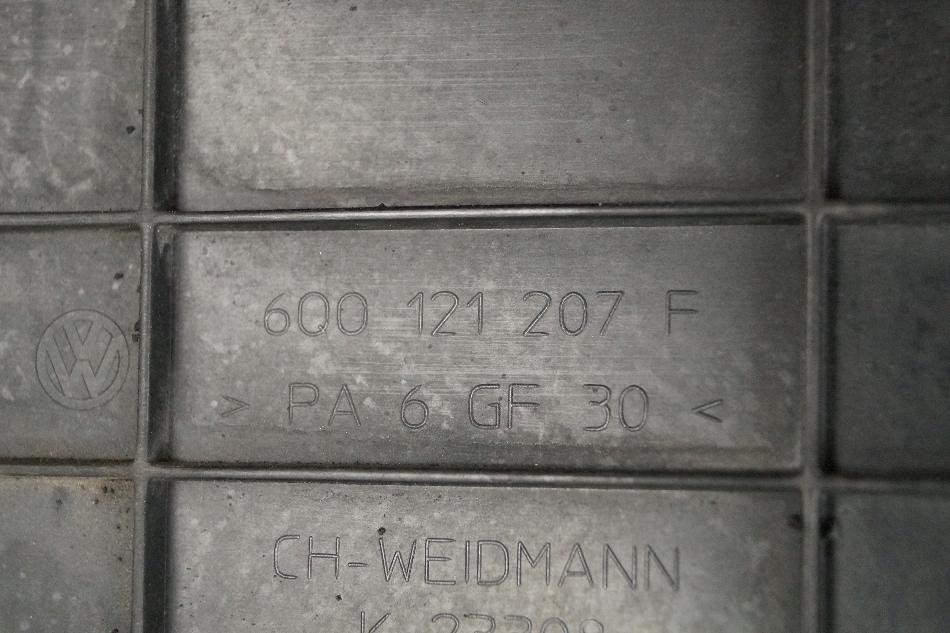 6Q0 121 207 F
> PA 6 GF 30 <
CH-WEIDMANN